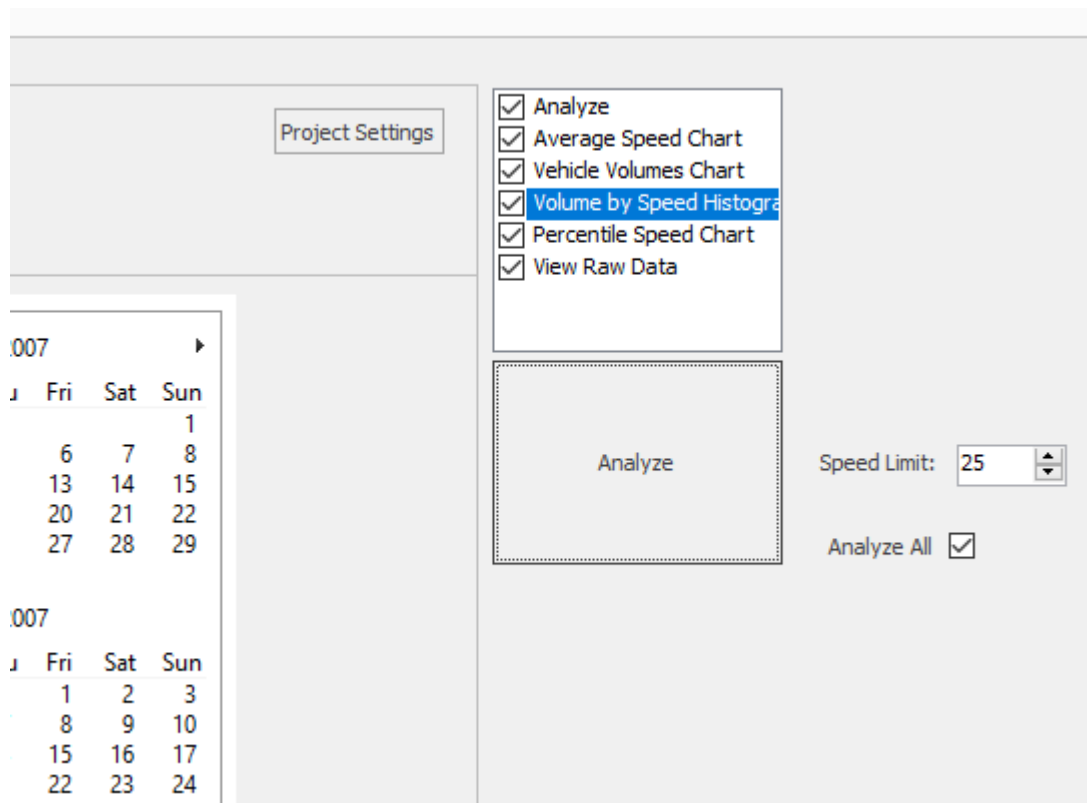 Project Settings
Analyze
Average Speed Chart
Vehicle Volumes Chart
Volume by Speed Histogra
Percentile Speed Chart
View Raw Data
Analyze
Speed Limit: 25
Analyze All
2007
u Fri Sat Sun
1
6 7 8
13 14 15
20 21 22
27 28 29
2007
u Fri Sat Sun
1 2 3
8 9 10
15 16 17
22 23 24